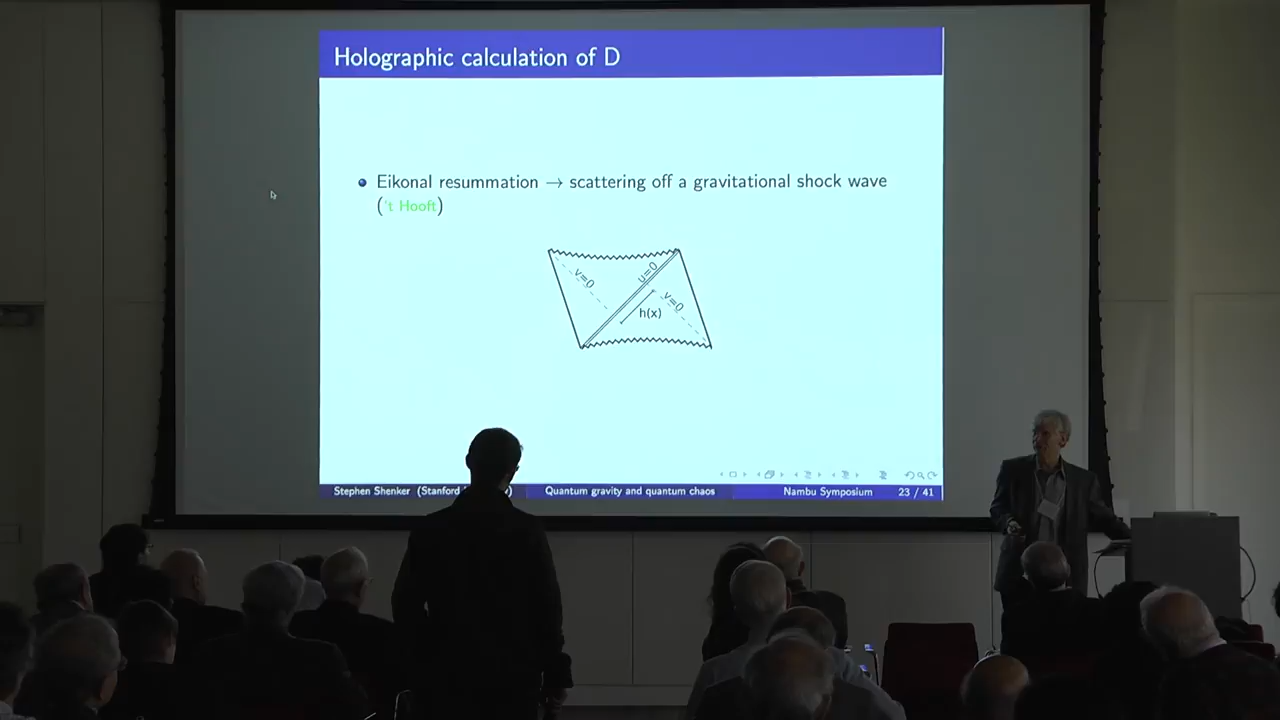 Holographic calculation of D
Eikonal resummation → scattering off a gravitational shock wave
('t Hooft)
v=0
u=0
v=0
h(x)
Stephen Shenker (Stanford
Quantum gravity and quantum chaos
Nambu Symposium
23 / 41